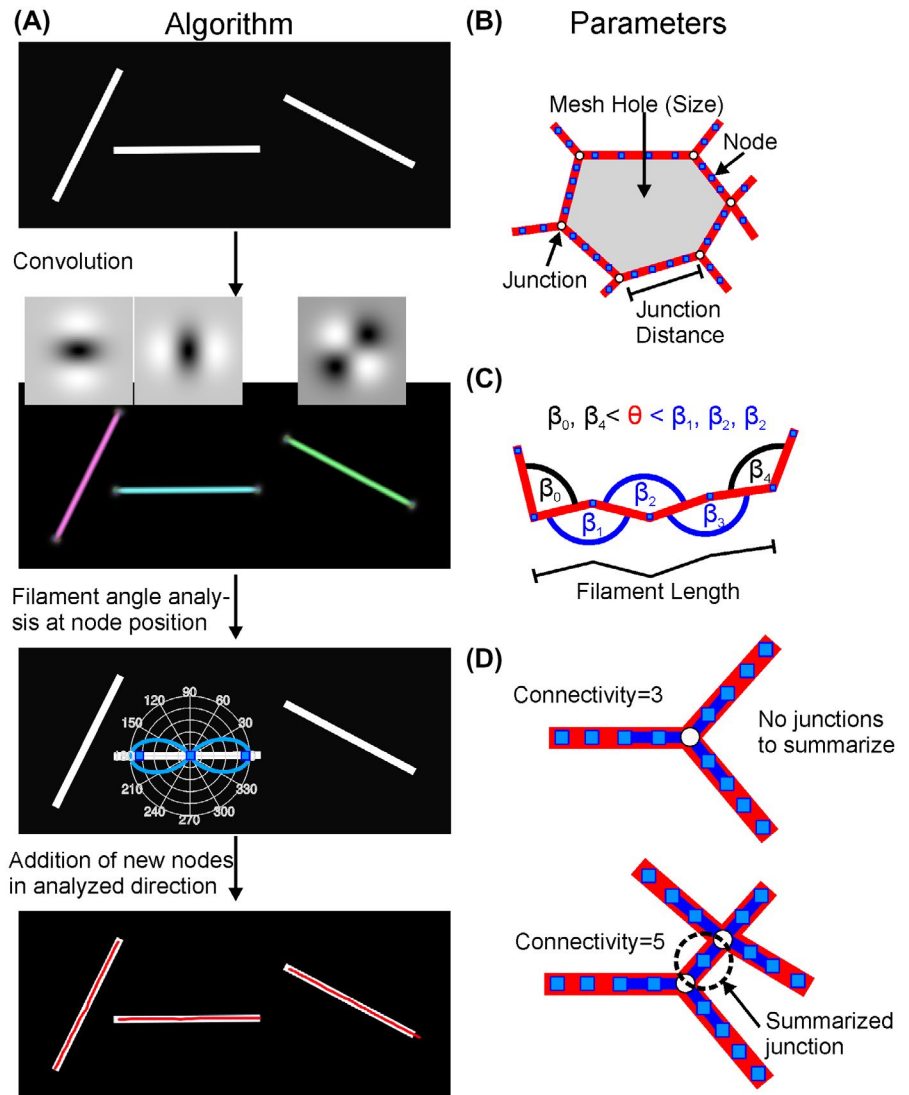 (A) Algorithm
Convolution
Filament angle analy-
sis at node position
90
120 60
150 30
210 330
240 300
270
Addition of new nodes
in analyzed direction
(B) Parameters
Mesh Hole (Size)
Node
Junction
Junction
Distance
(C)
β₀, β₄< θ < β₁, β₂, β₂
β₀
β₁
β₂
β₃
β₄
Filament Length
(D)
Connectivity=3
No junctions
to summarize
Connectivity=5
Summarized
junction